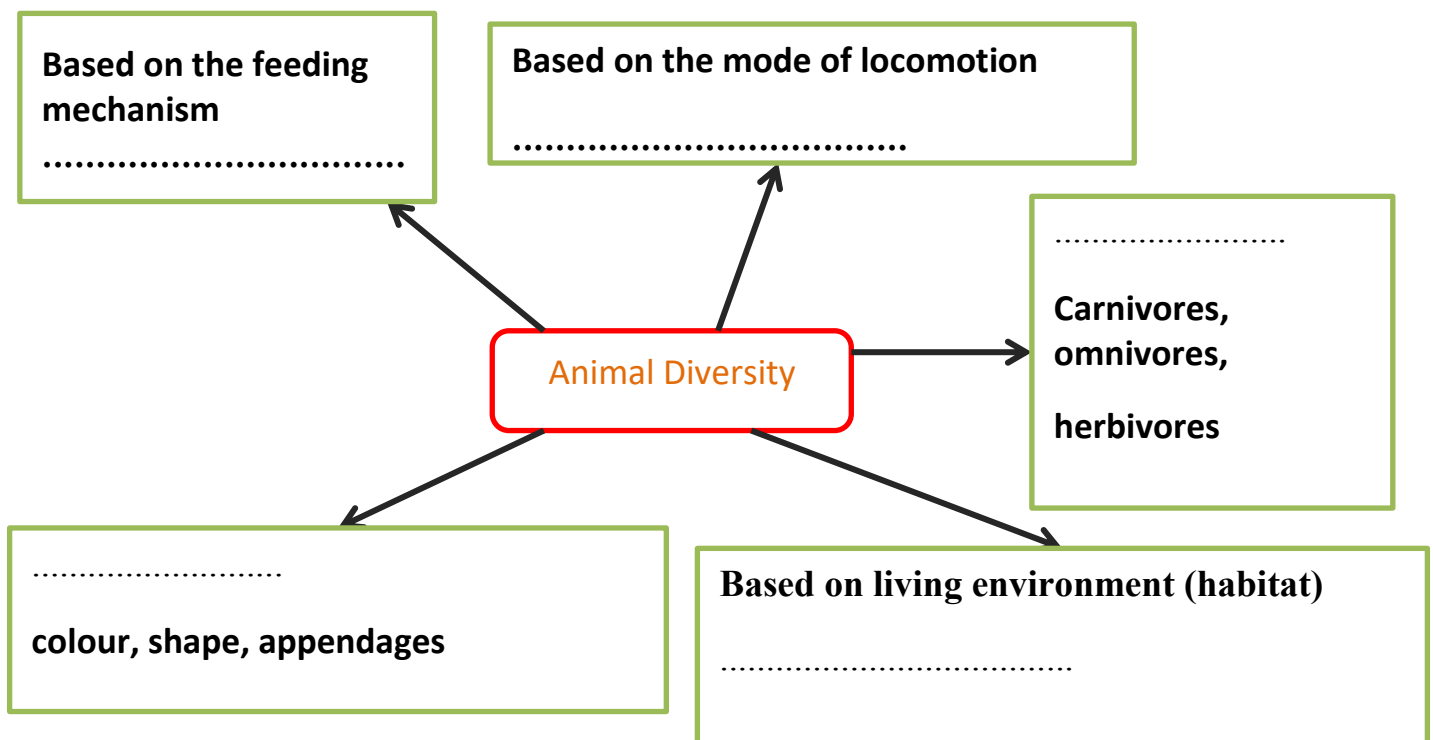 Based on the feeding
mechanism
..................................
Based on the mode of locomotion
.....................................
.........................
Carnivores,
omnivores,
herbivores
Animal Diversity
...........................
colour, shape, appendages
Based on living environment (habitat)
......................................